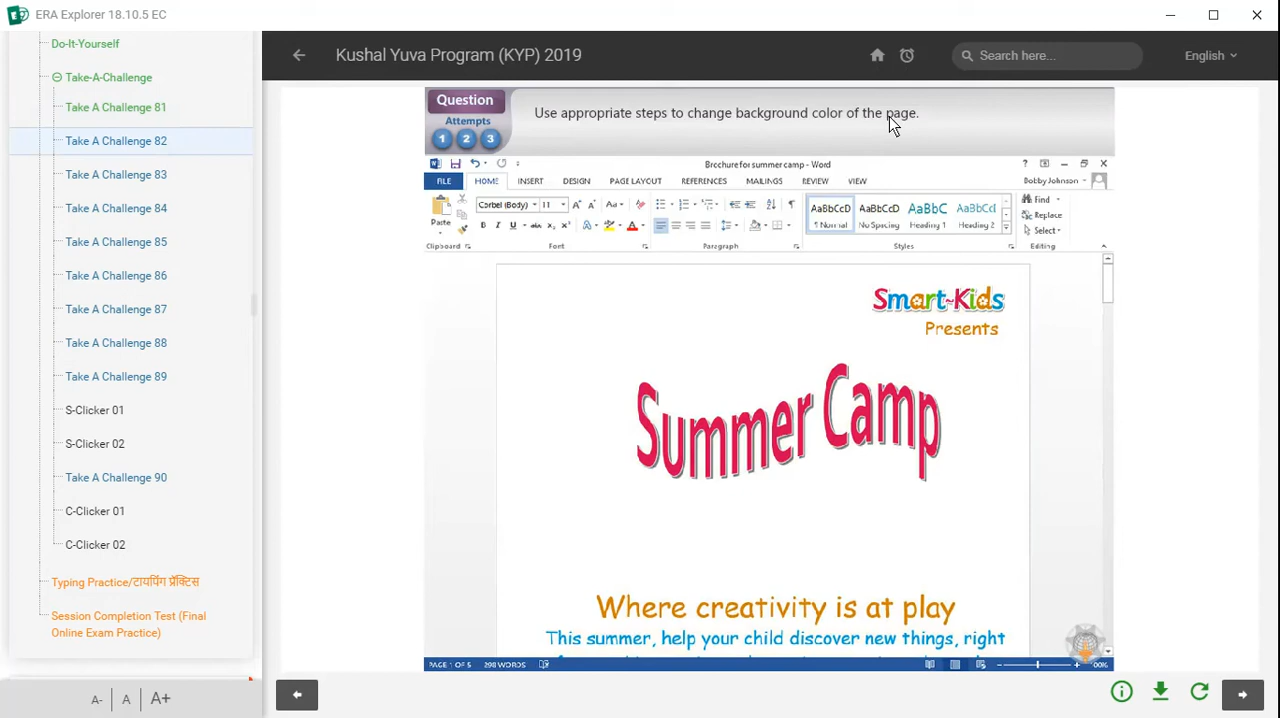 ERA Explorer 18.10.5 EC
Do-It-Yourself
Take-A-Challenge
Take A Challenge 81
Take A Challenge 82
Take A Challenge 83
Take A Challenge 84
Take A Challenge 85
Take A Challenge 86
Take A Challenge 87
Take A Challenge 88
Take A Challenge 89
S-Clicker 01
S-Clicker 02
Take A Challenge 90
C-Clicker 01
C-Clicker 02
Typing Practice/टायपिंग प्रॅक्टिस
Session Completion Test (Final
Online Exam Practice)
A- A A+
Kushal Yuva Program (KYP) 2019
Search here...
English
Question
Attempts
1 2 3
Use appropriate steps to change background color of the page.
Brochure for summer camp - Word
FILE HOME INSERT DESIGN PAGE LAYOUT REFERENCES MAILINGS REVIEW VIEW Bobby Johnson
Corbel (Body) 11
Paste
AaBbCcD AaBbCcD AaBbC AaBbCcI
¶ Normal No Spacing Heading 1 Heading 2
Find
Replace
Select
Clipboard Font Paragraph Styles Editing
Smart~Kids
Presents
Summer Camp
Where creativity is at play
This summer, help your child discover new things, right
PAGE 1 OF 5 298 WORDS
00%